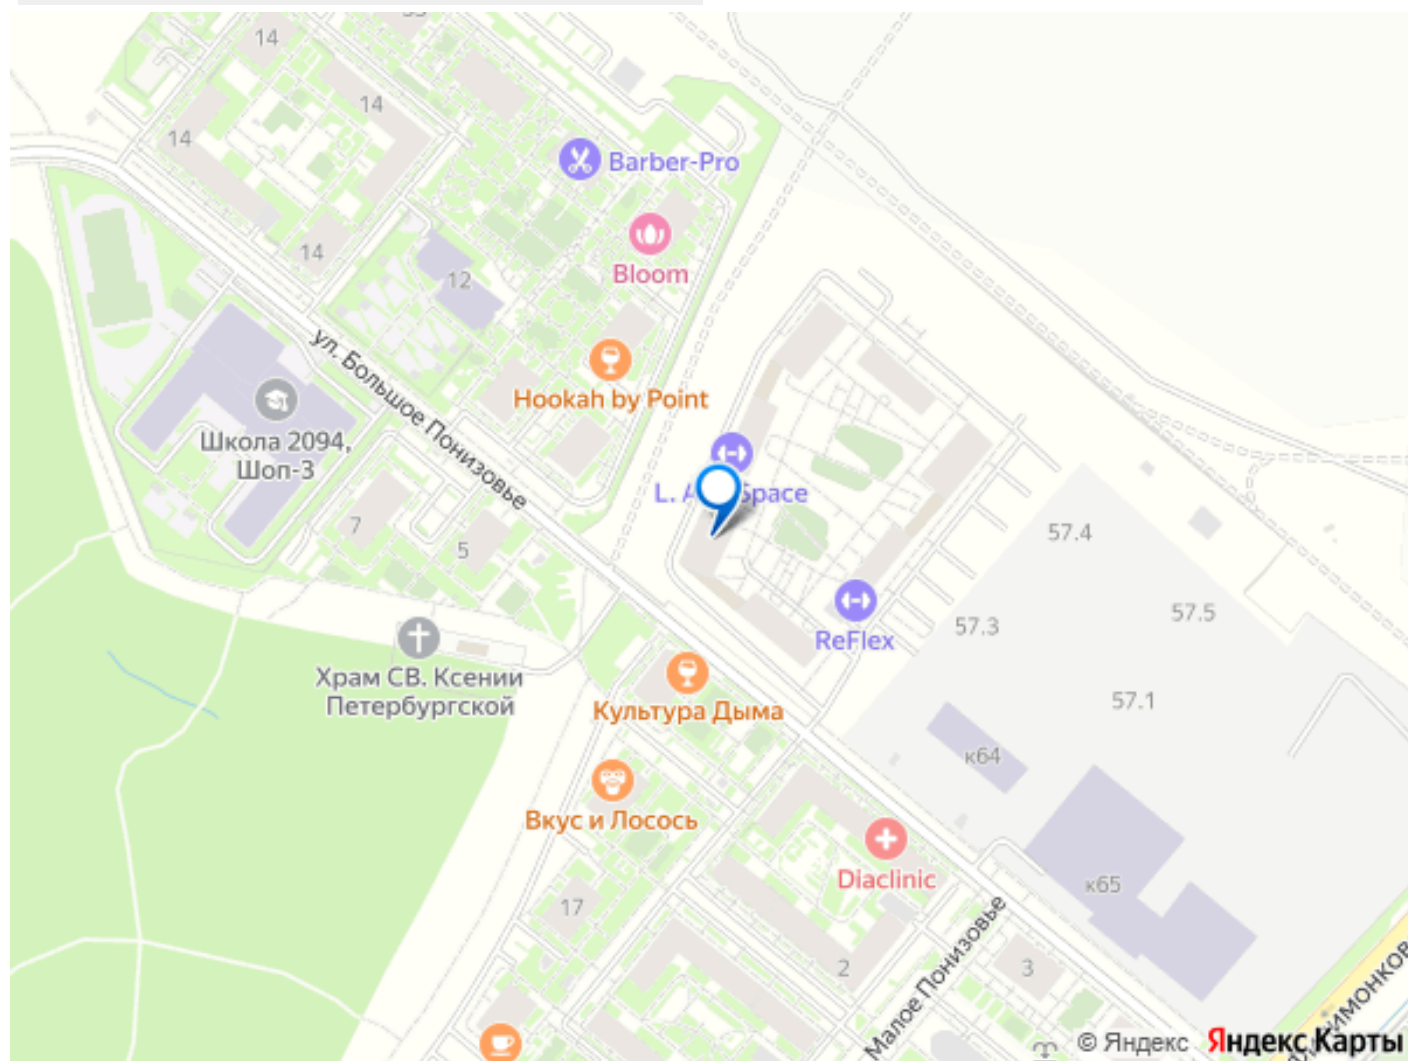 14
14
14
Barber-Pro
14
Bloom
12
ул. Большое Понизовье
Hookah by Point
Школа 2094,
Шоп-3
Space
7
5
57.4
57.5
57.3
ReFlex
57.1
Храм СВ. Ксении
Петербургской
Культура Дыма
к64
Вкус и Лосось
Diaclinic
к65
17
2
3
Малое Понизовье
© Яндекс Яндекс Карты